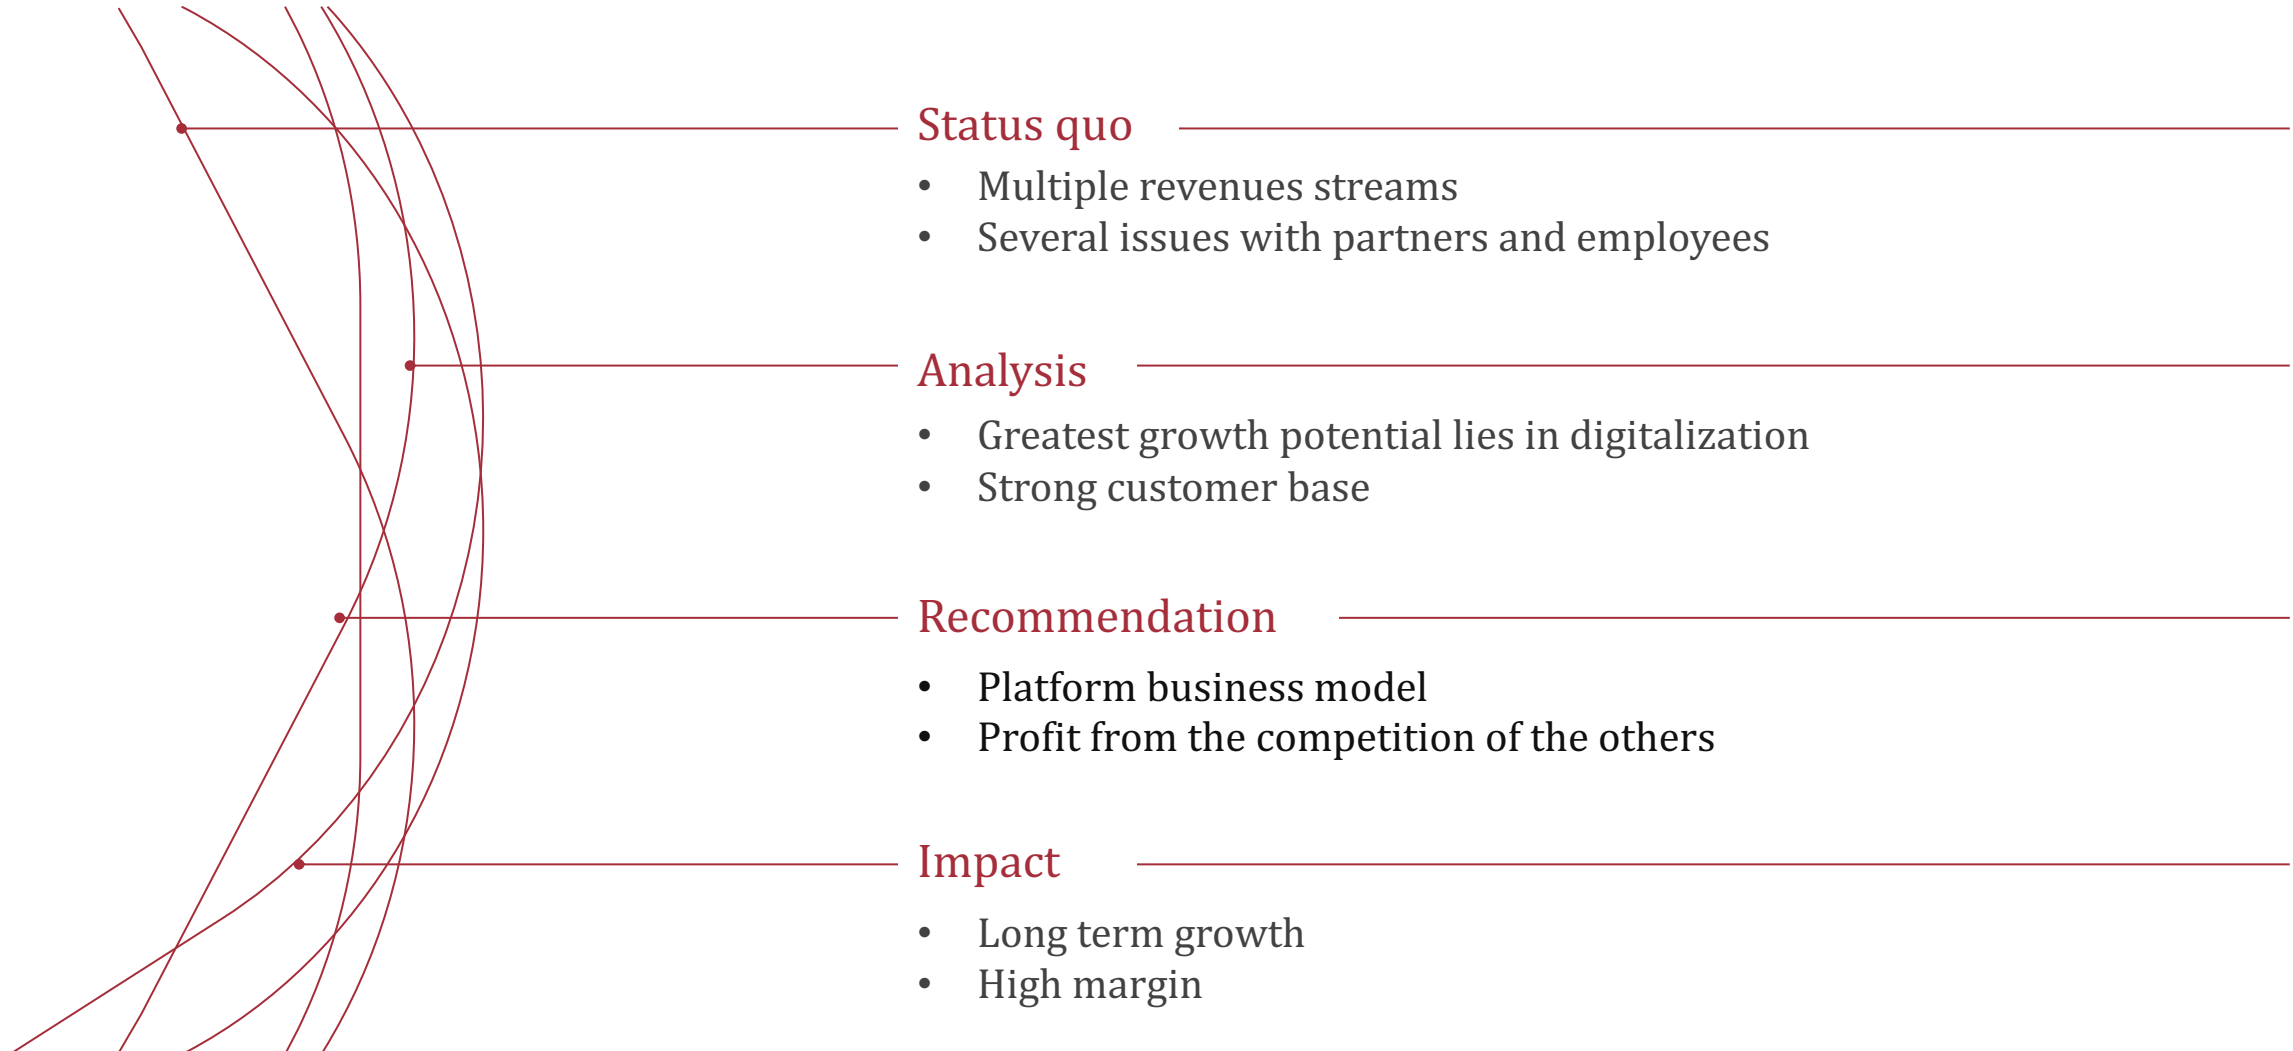 Status quo
• Multiple revenues streams
• Several issues with partners and employees
Analysis
• Greatest growth potential lies in digitalization
• Strong customer base
Recommendation
• Platform business model
• Profit from the competition of the others
Impact
• Long term growth
• High margin